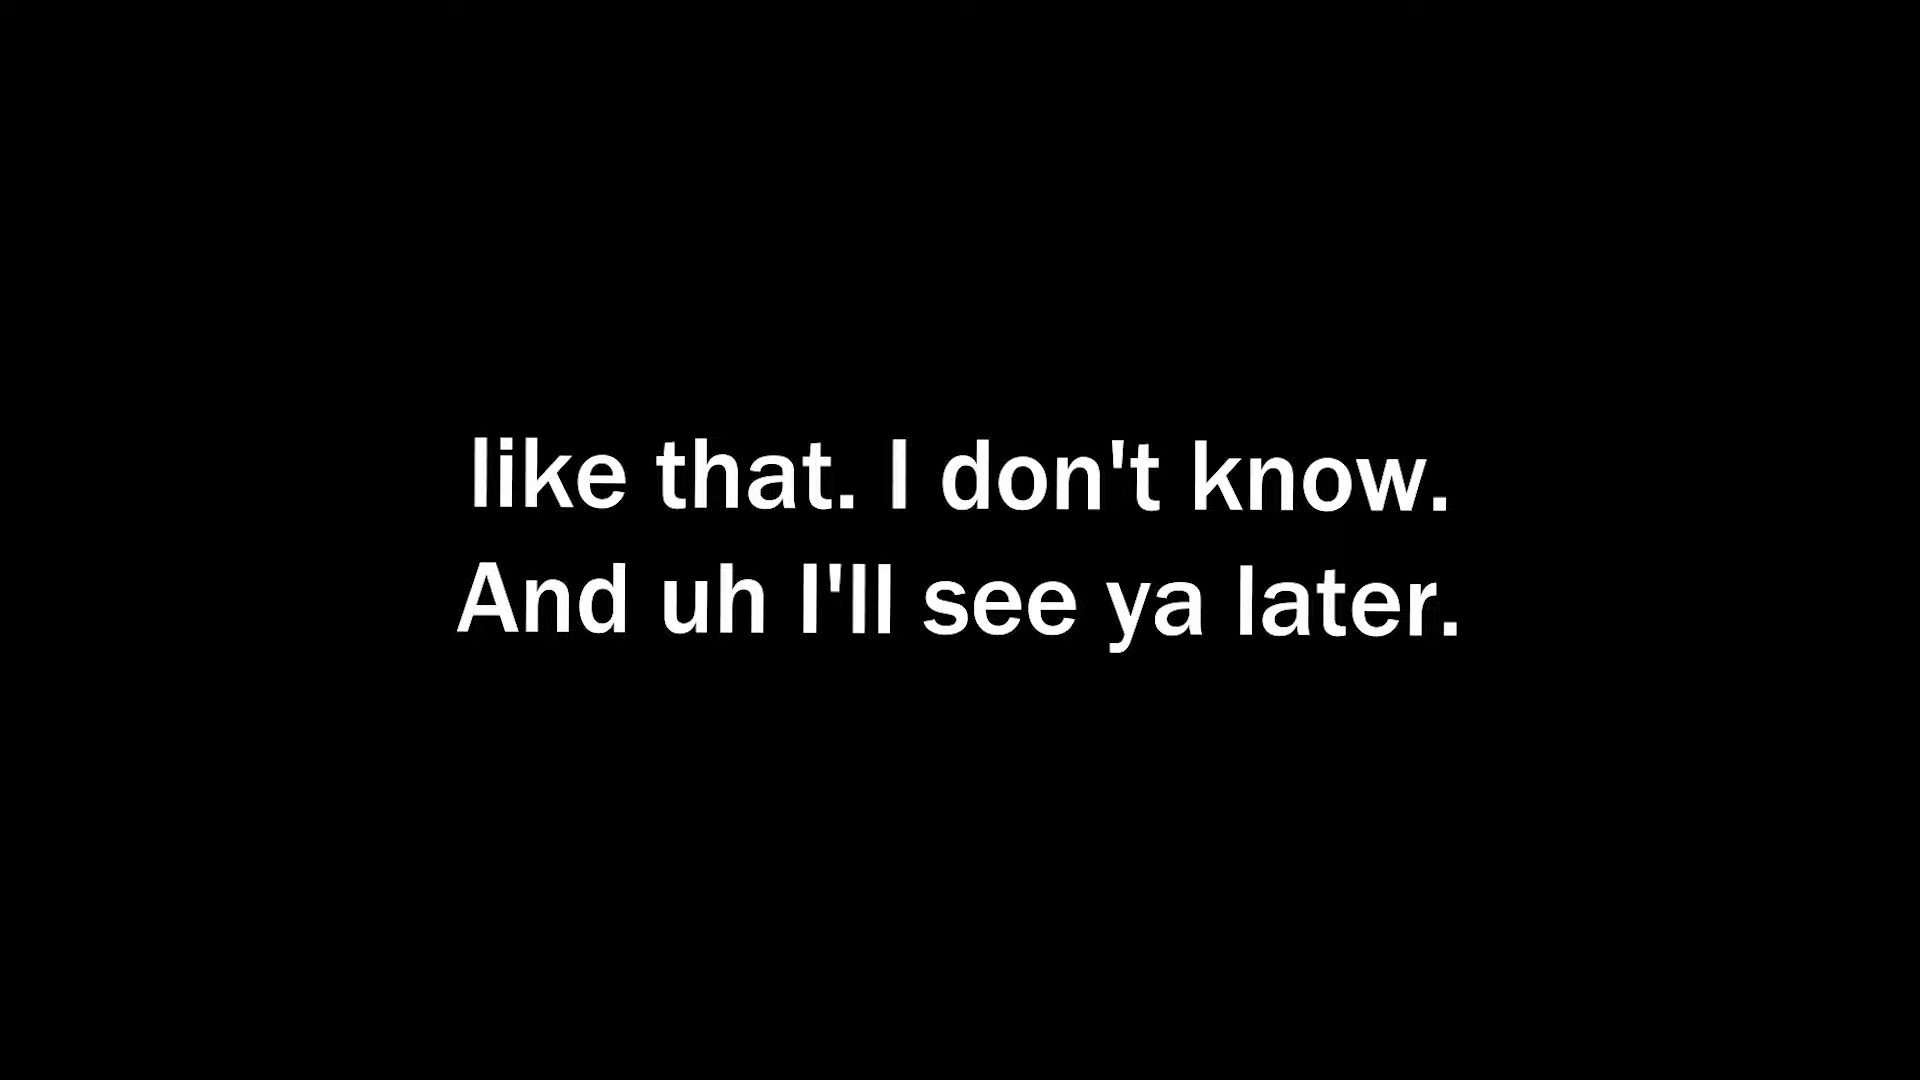 like that. I don't know.
And uh I'll see ya later.